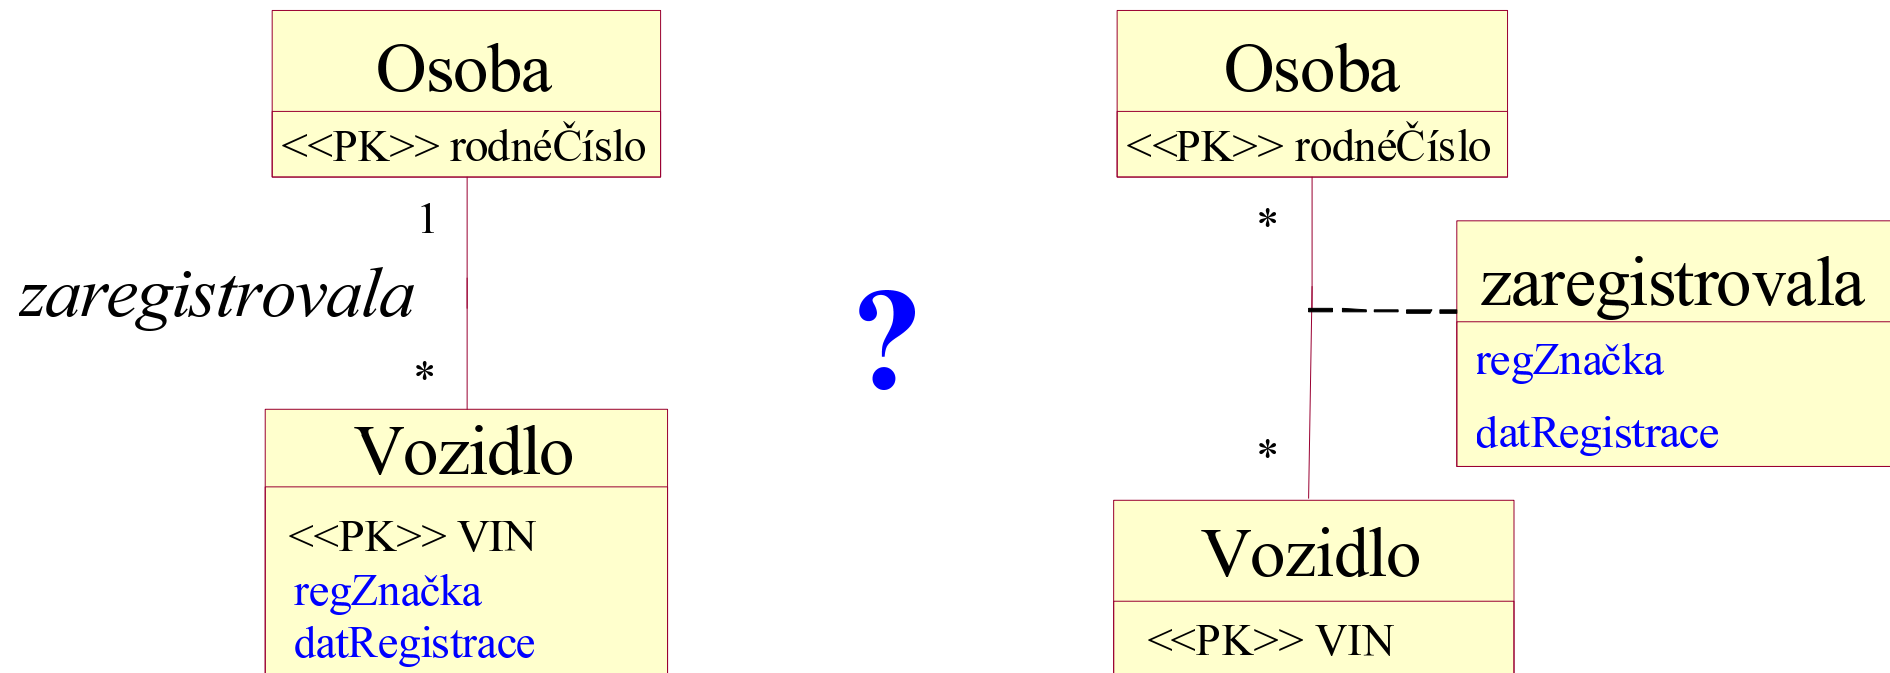 Osoba
<<PK>> rodnéČíslo
1
zaregistrovala
*
Vozidlo
<<PK>> VIN
regZnačka
datRegistrace
?
Osoba
<<PK>> rodnéČíslo
*
zaregistrovala
regZnačka
datRegistrace
*
Vozidlo
<<PK>> VIN